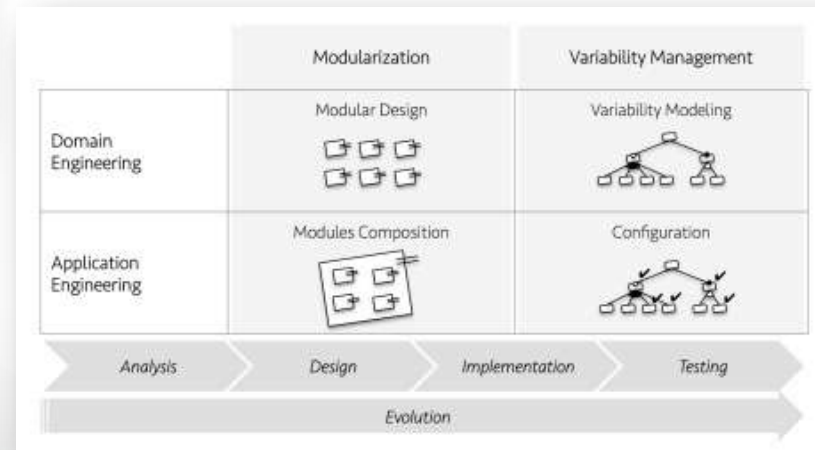 Modularization
Variability Management
Domain
Engineering
Modular Design
Variability Modeling
Application
Engineering
Modules Composition
Configuration
Analysis
Design
Implementation
Testing
Evolution